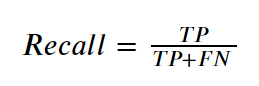 Recall = TP / TP+FN